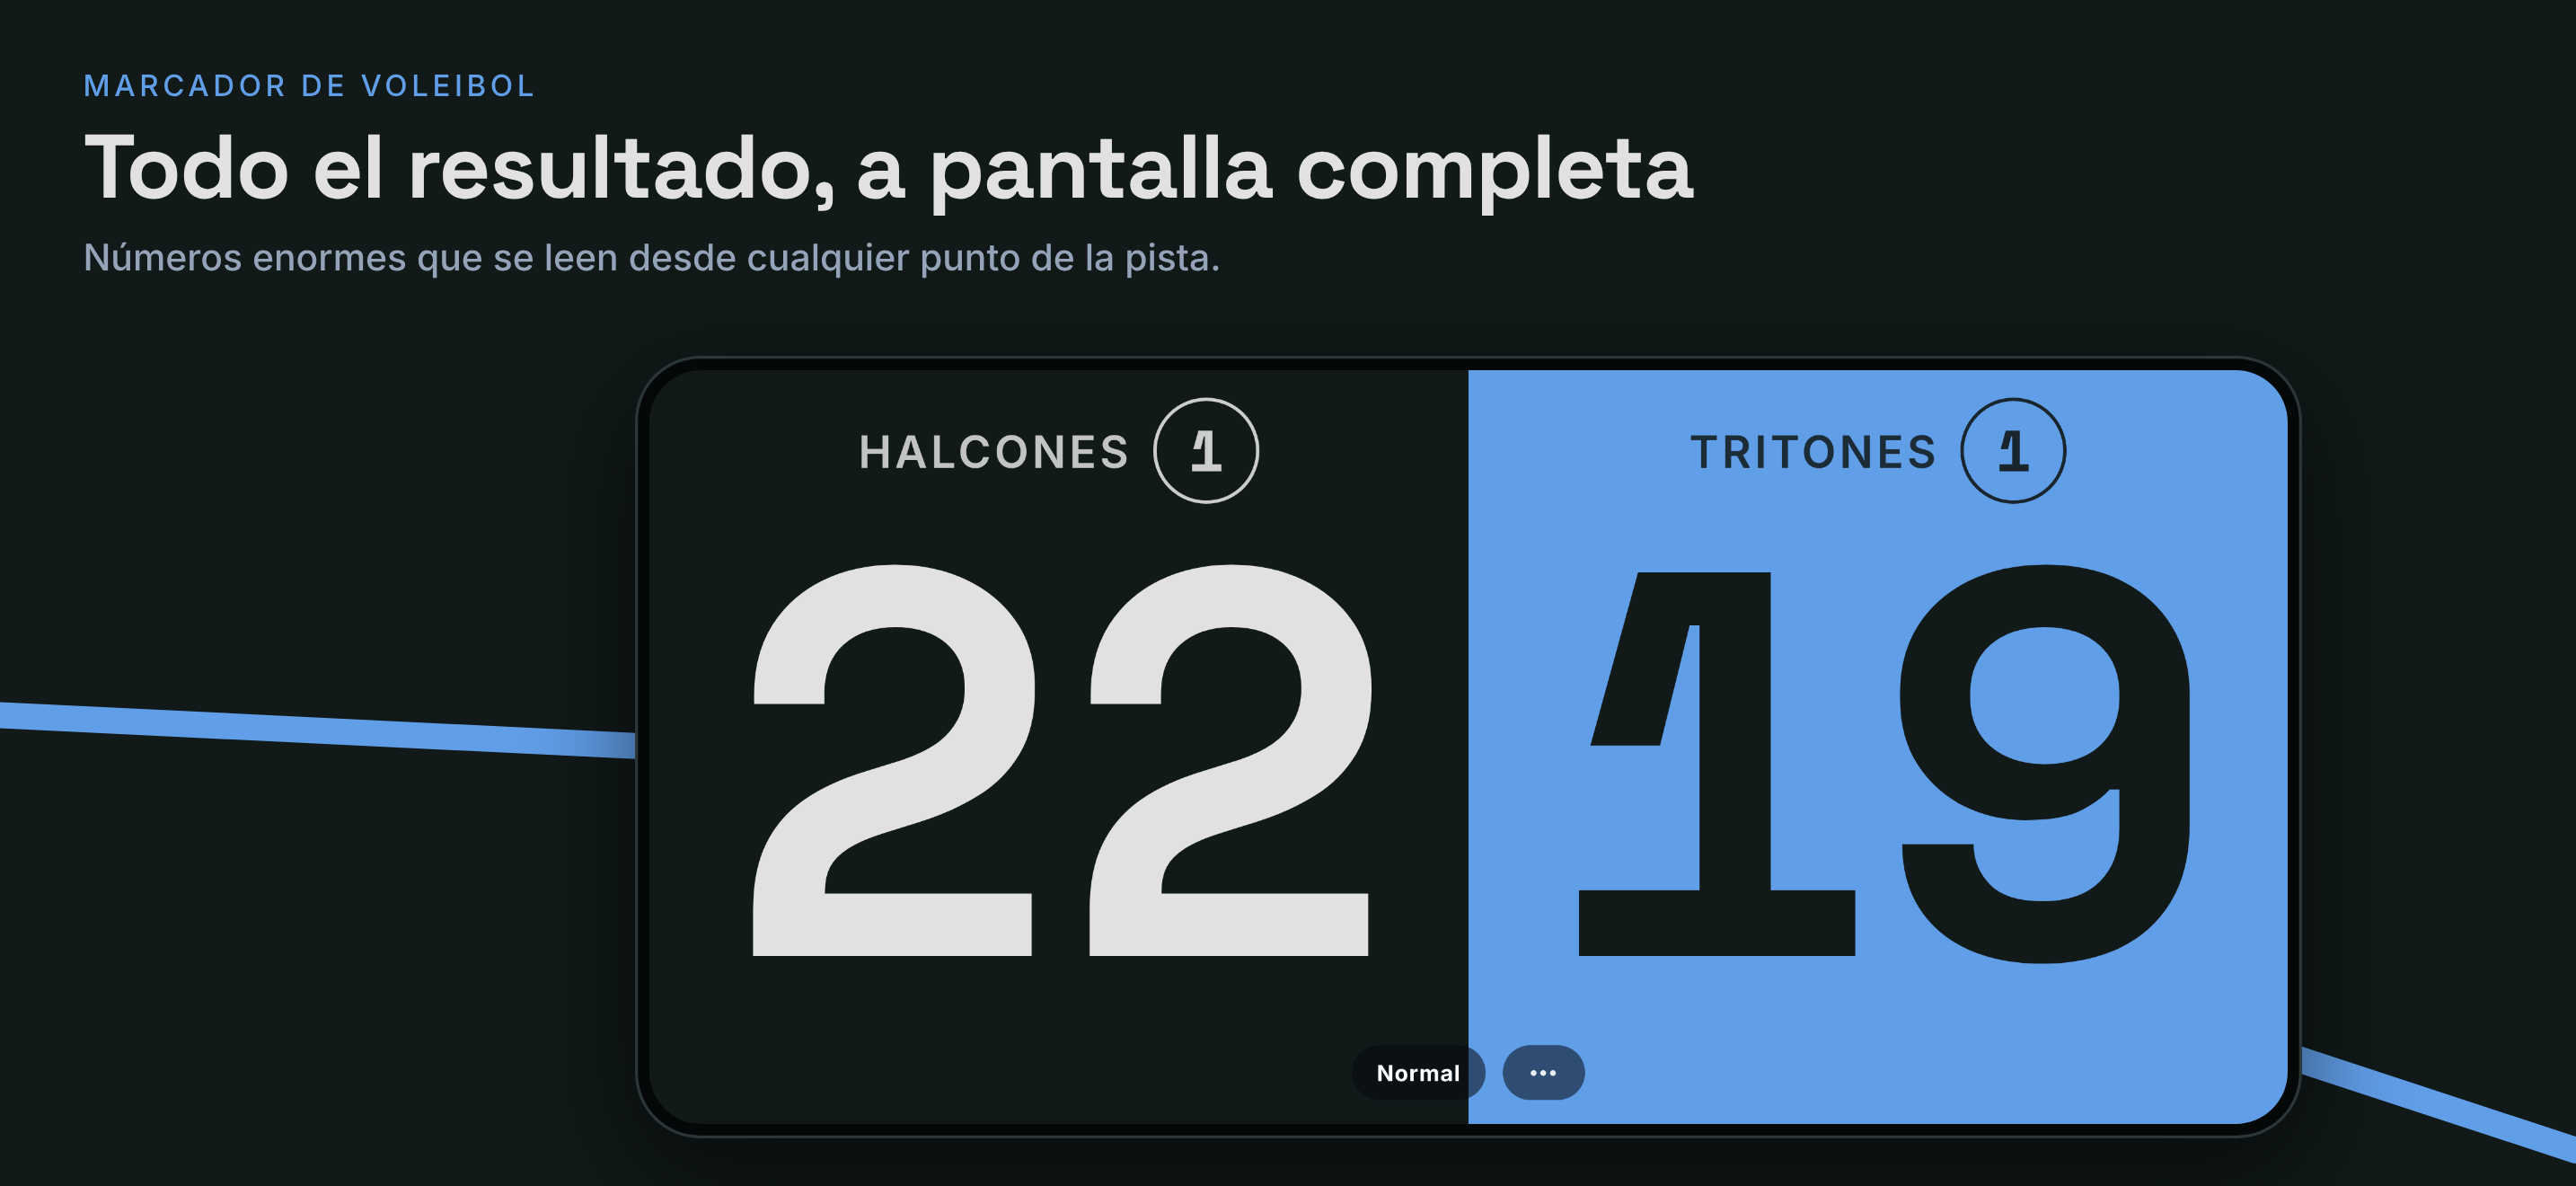 MARCADOR DE VOLEIBOL
Todo el resultado, a pantalla completa
Números enormes que se leen desde cualquier punto de la pista.
HALCONES 1
TRITONES 1
22
19
Normal